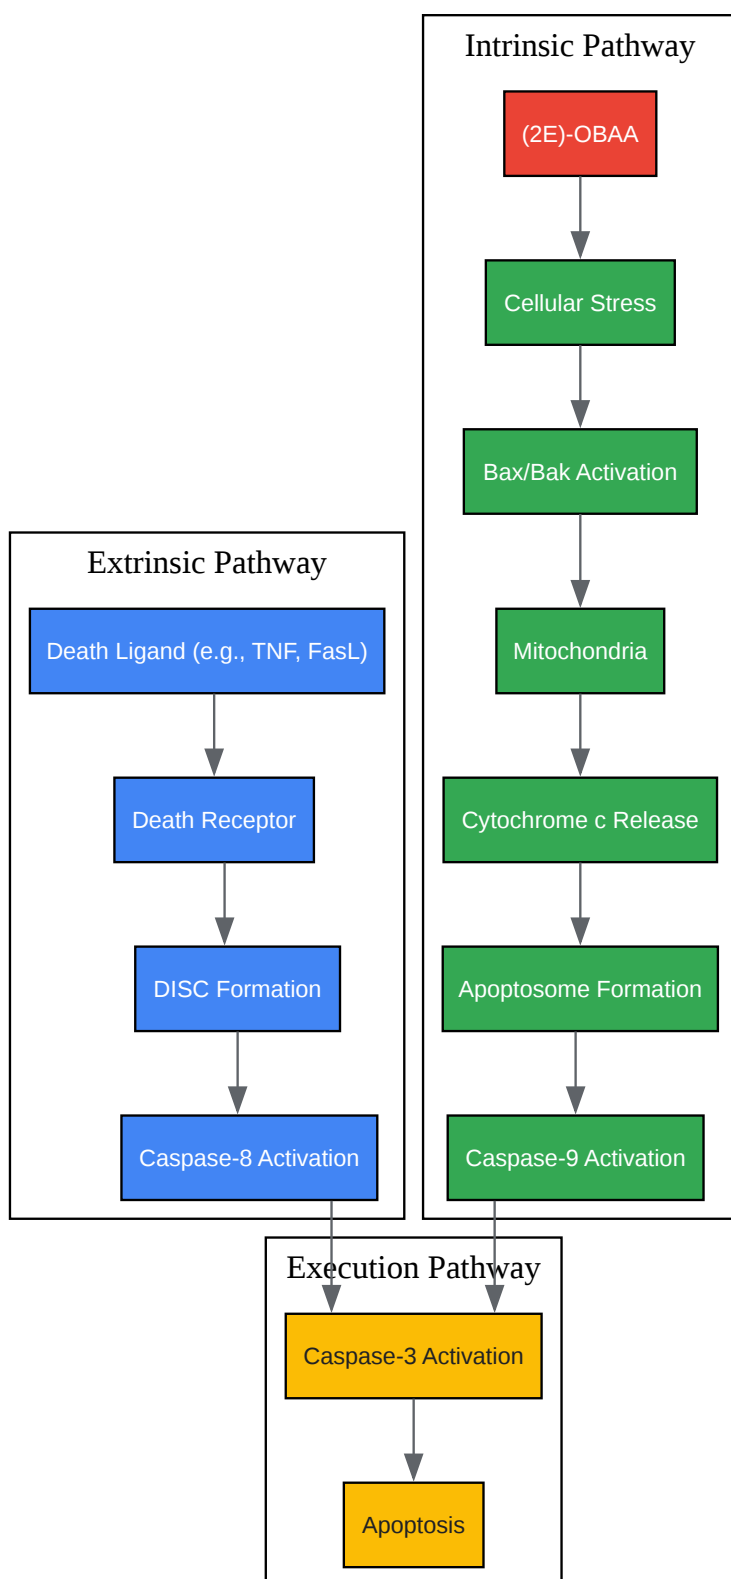 Intrinsic Pathway
(2E)-OBAA
Cellular Stress
Bax/Bak Activation
Mitochondria
Cytochrome c Release
Apoptosome Formation
Caspase-9 Activation
Extrinsic Pathway
Death Ligand (e.g., TNF, FasL)
Death Receptor
DISC Formation
Caspase-8 Activation
Execution Pathway
Caspase-3 Activation
Apoptosis